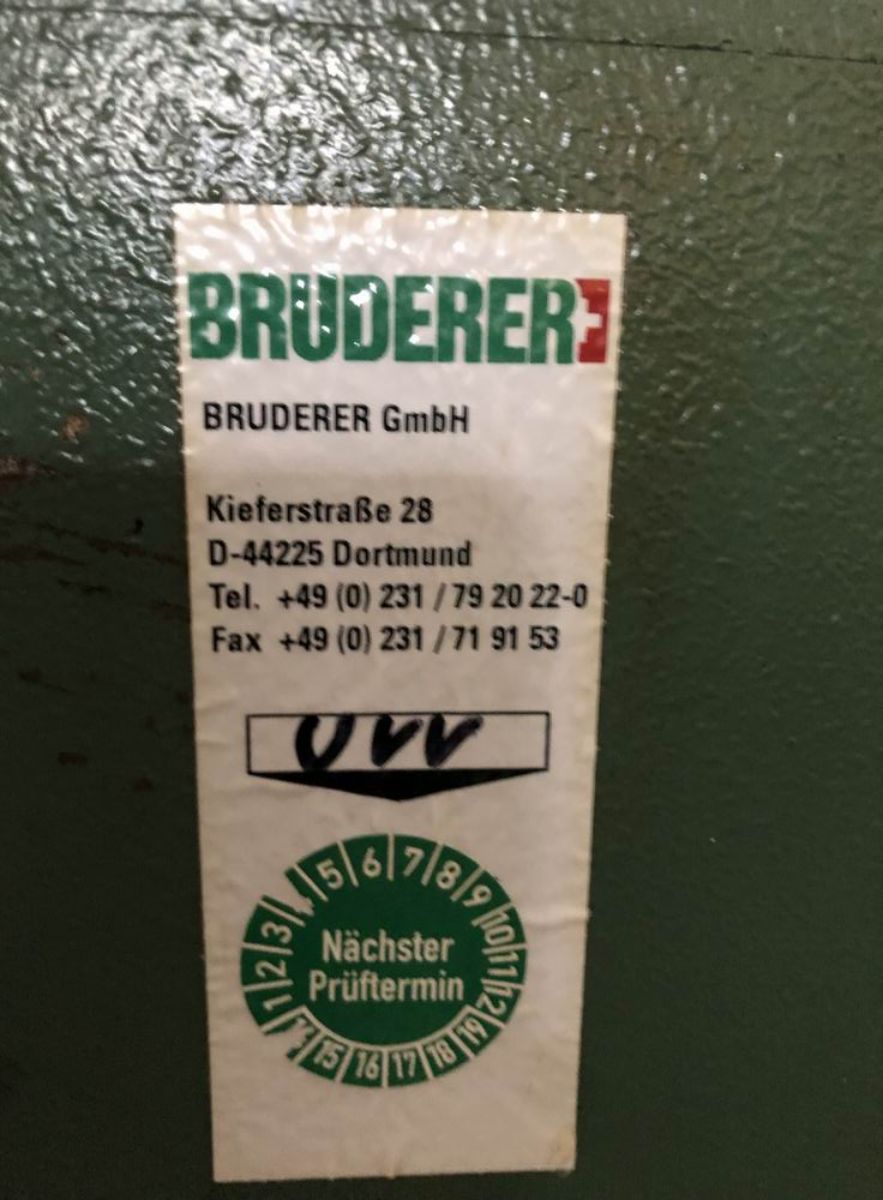 BRUDERER
BRUDERER GmbH
Kieferstraße 28
D-44225 Dortmund
Tel. +49 (0) 231 / 79 20 22-0
Fax +49 (0) 231 / 71 91 53
UVV
1 2 3 5 6 7 8 9 10 11 12
Nächster
Prüftermin
15 16 17 18 19